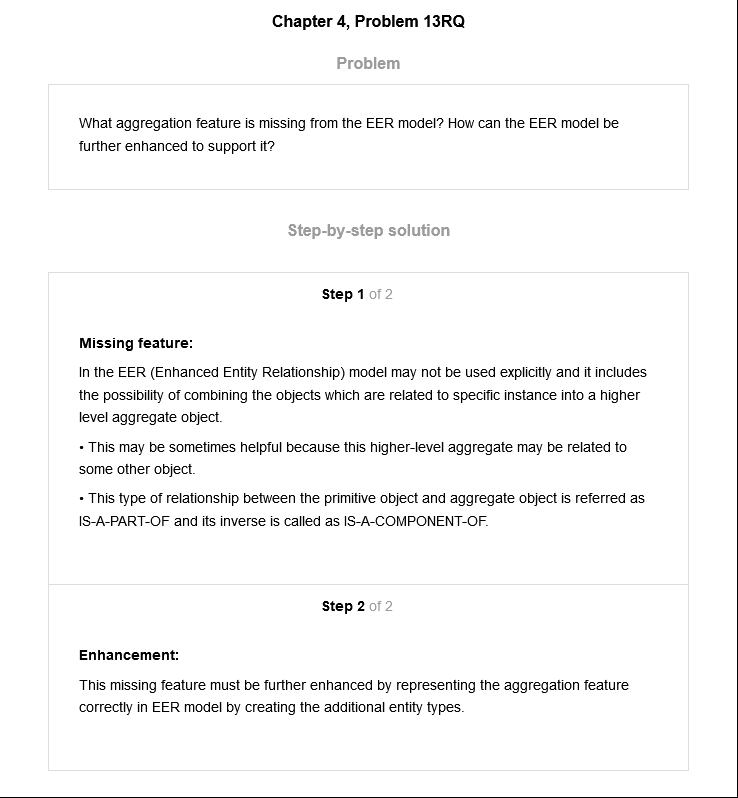 Chapter 4, Problem 13RQ
Problem
What aggregation feature is missing from the EER model? How can the EER model be
further enhanced to support it?
Step-by-step solution
Step 1 of 2
Missing feature:
In the EER (Enhanced Entity Relationship) model may not be used explicitly and it includes
the possibility of combining the objects which are related to specific instance into a higher
level aggregate object.
• This may be sometimes helpful because this higher-level aggregate may be related to
some other object.
• This type of relationship between the primitive object and aggregate object is referred as
IS-A-PART-OF and its inverse is called as IS-A-COMPONENT-OF.
Step 2 of 2
Enhancement:
This missing feature must be further enhanced by representing the aggregation feature
correctly in EER model by creating the additional entity types.